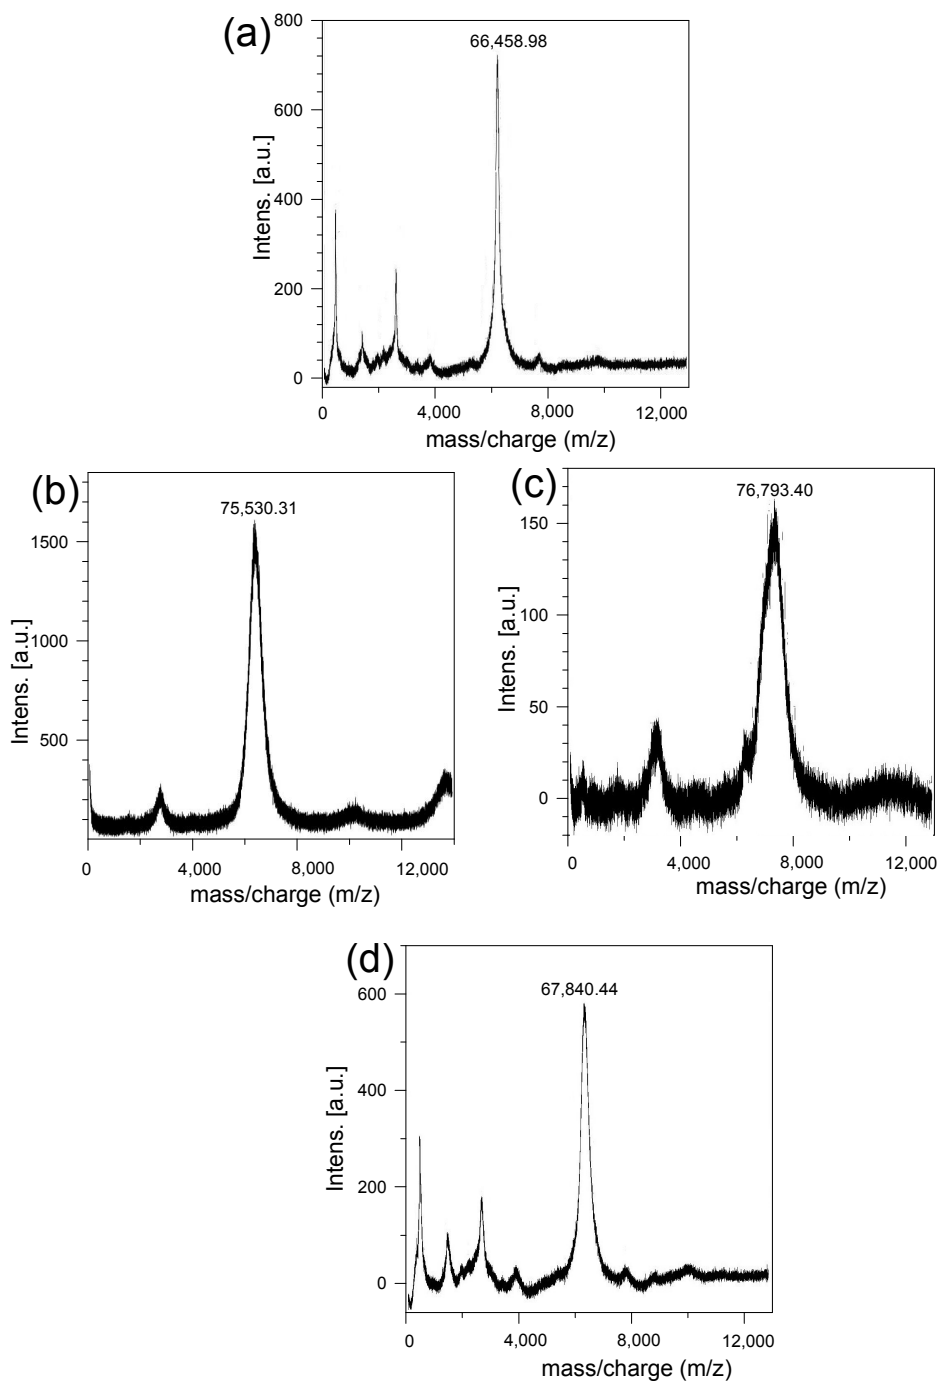 (a)
66,458.98
800
600
400
200
0
Intens. [a.u.]
0 4,000 8,000 12,000
mass/charge (m/z)
(b)
75,530.31
1500
1000
500
Intens. [a.u.]
0 4,000 8,000 12,000
mass/charge (m/z)
(c)
76,793.40
150
100
50
0
Intens. [a.u.]
0 4,000 8,000 12,000
mass/charge (m/z)
(d)
67,840.44
600
400
200
0
Intens. [a.u.]
0 4,000 8,000 12,000
mass/charge (m/z)